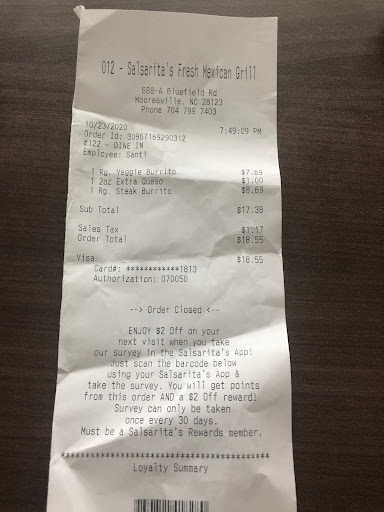 012 - Salsarita's Fresh Mexican Grill
688-A Bluefield Rd
Mooresville, NC 28123
Phone 704 799 7403
10/23/2020 7:49:09 PM
Order Id: 30967169290312
#122 - DINE IN
Employee: Santi
1 Rg. Veggie Burrito $7.69
1 2oz Extra Queso $1.00
1 Rg. Steak Burrito $8.69
Sub Total $17.38
Sales Tax $1.17
Order Total $18.55
Visa $18.55
Card#: ************1813
Authorization: 070050
--> Order Closed <--
ENJOY $2 Off on your
next visit when you take
our survey in the Salsarita's App!
Just scan the barcode below
using your Salsarita's App &
take the survey. You will get points
from this order AND a $2 Off reward!
Survey can only be taken
once every 30 days.
Must be a Salsarita's Rewards member.
****************************************
Loyalty Summary